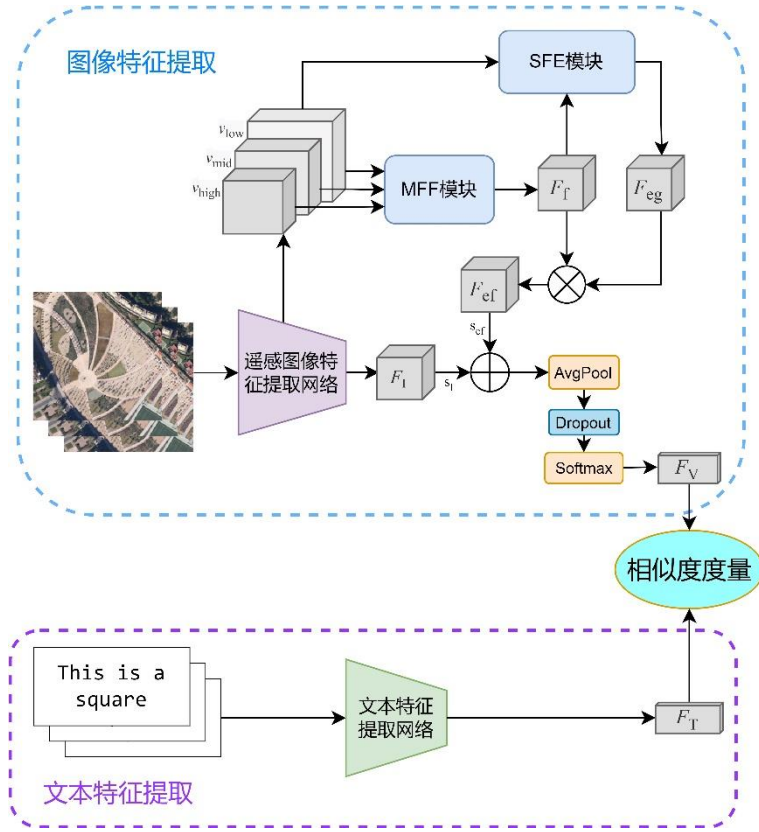 图像特征提取
SFE模块
v_low
v_mid
v_high
MFF模块
F_f
F_eg
F_ef
s_ef
遥感图像特
征提取网络
F_I
s_I
AvgPool
Dropout
Softmax
F_V
相似度度量
This is a
square
文本特征
提取网络
F_T
文本特征提取